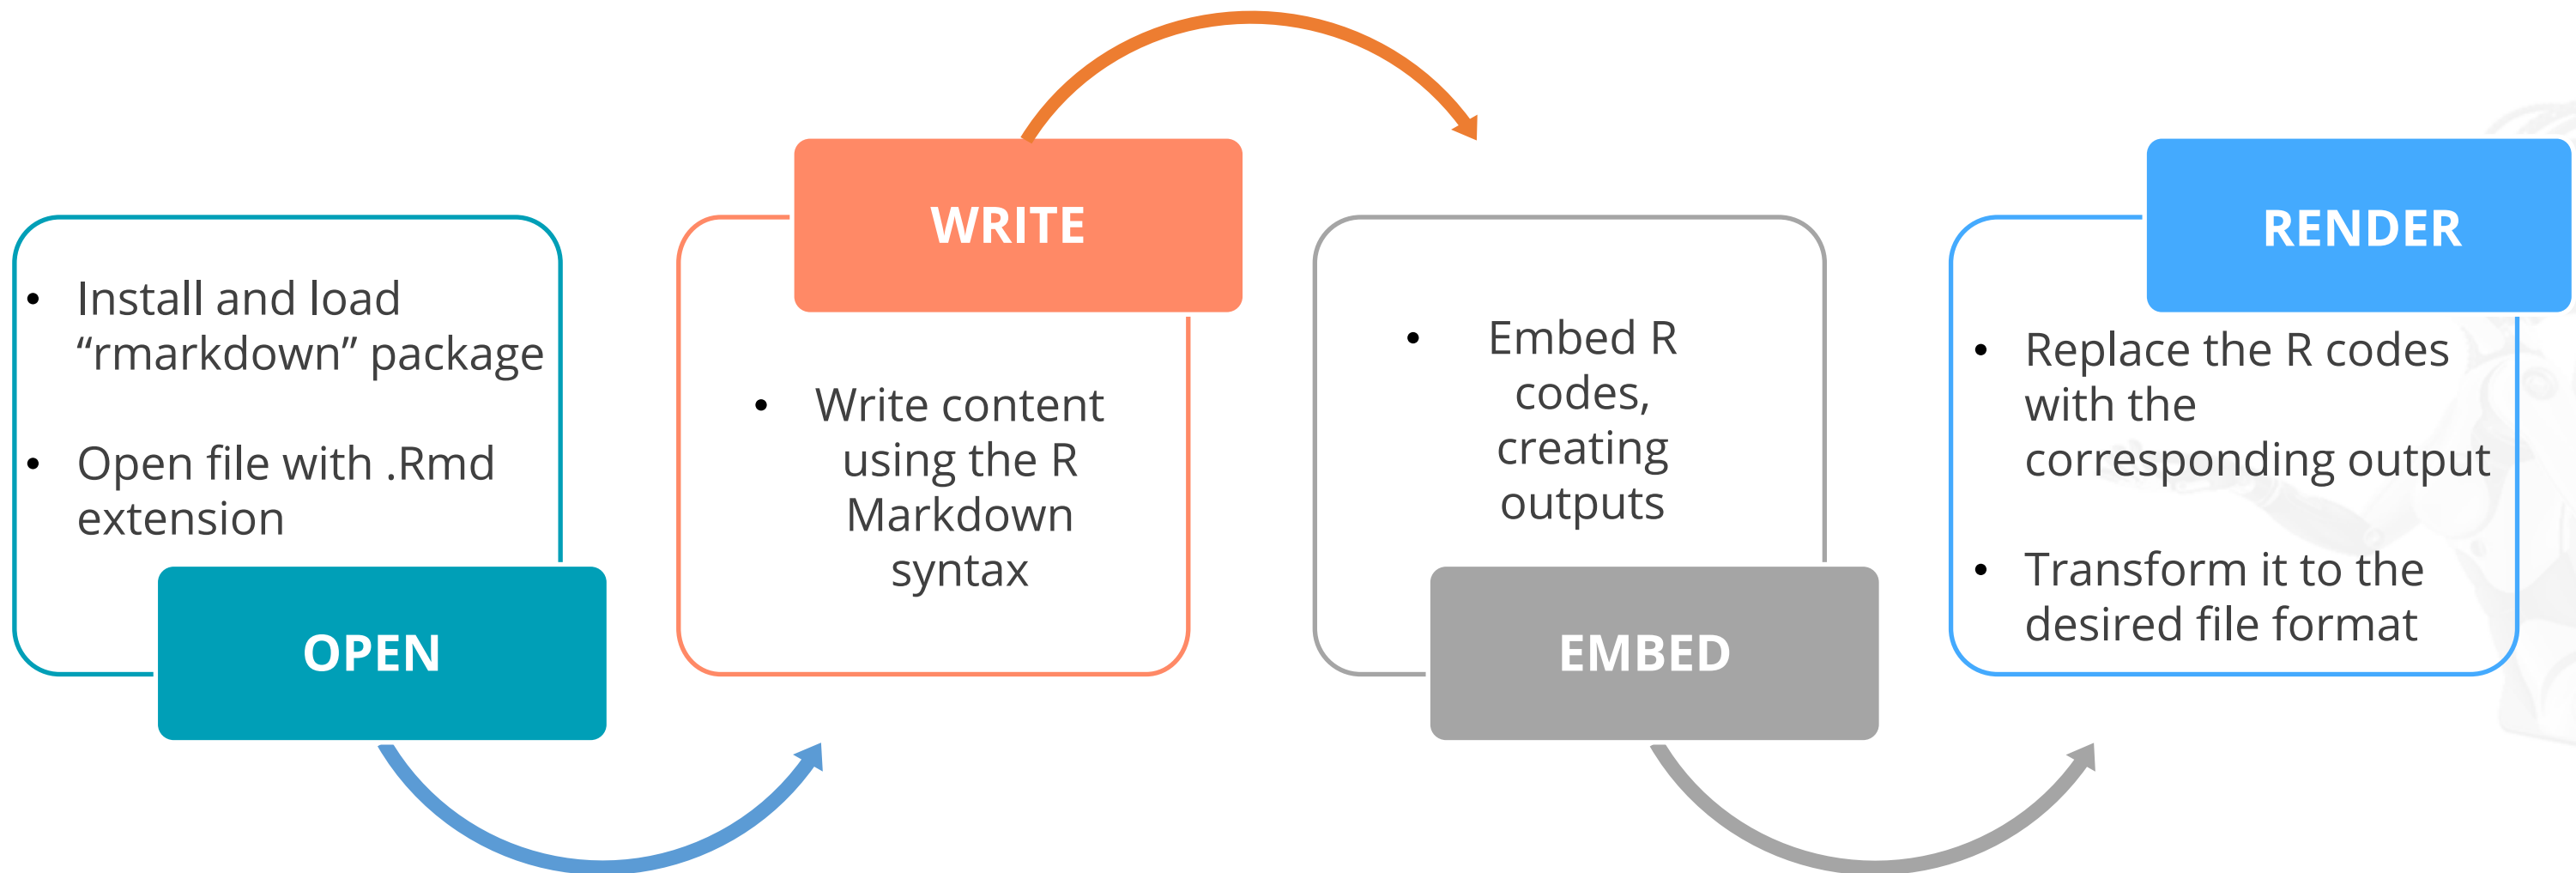 • Install and load
“rmarkdown” package
• Open file with .Rmd
extension
OPEN
WRITE
• Write content
using the R
Markdown
syntax
• Embed R
codes,
creating
outputs
EMBED
RENDER
• Replace the R codes
with the
corresponding output
• Transform it to the
desired file format